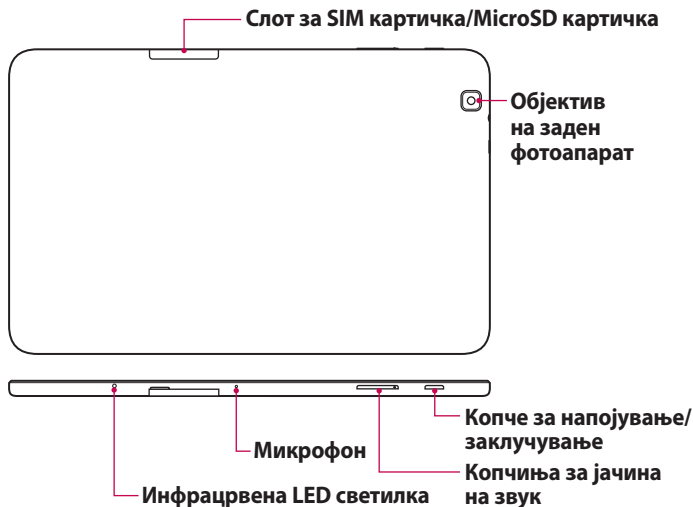 Слот за SIM картичка/MicroSD картичка
Објектив
на заден
фотоапарат
Копче за напојување/
заклучување
Микрофон
Копчиња за јачина
на звук
Инфрацрвена LED светилка